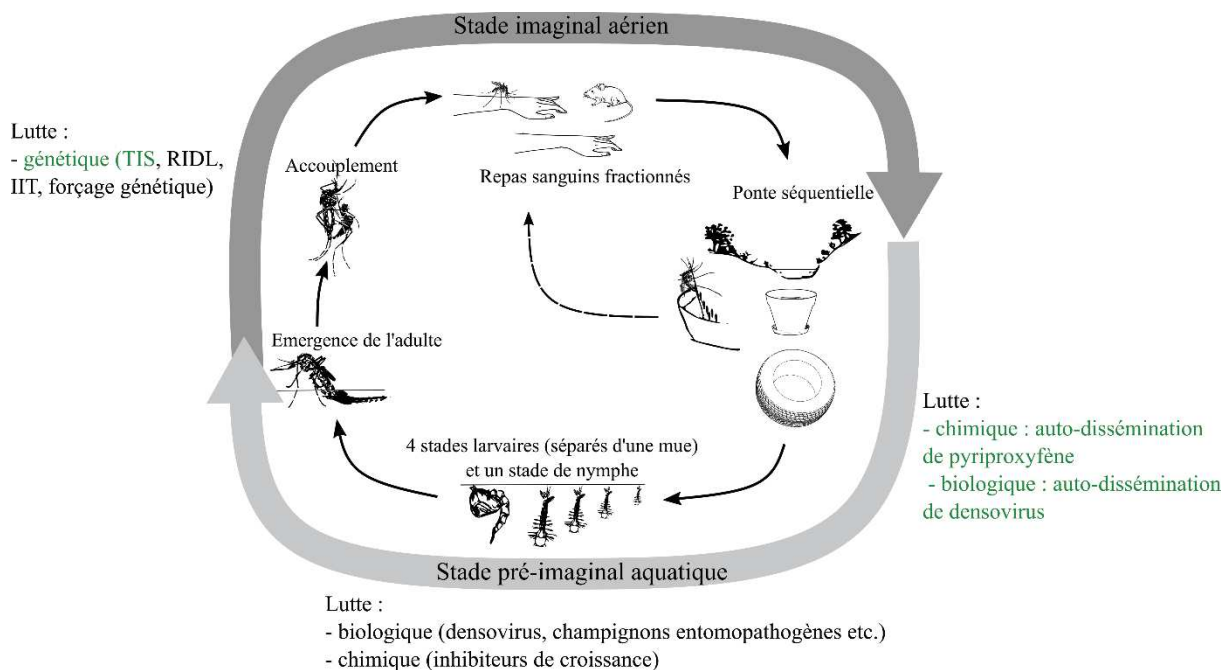 Stade imaginal aérien
Lutte :
- génétique (TIS, RIDL,
IIT, forçage génétique)
Accouplement
Repas sanguins fractionnés
Ponte séquentielle
Emergence de l'adulte
4 stades larvaires (séparés d'une mue)
et un stade de nymphe
Lutte :
- chimique : auto-dissémination
de pyriproxyfène
- biologique : auto-dissémination
de densovirus
Stade pré-imaginal aquatique
Lutte :
- biologique (densovirus, champignons entomopathogènes etc.)
- chimique (inhibiteurs de croissance)